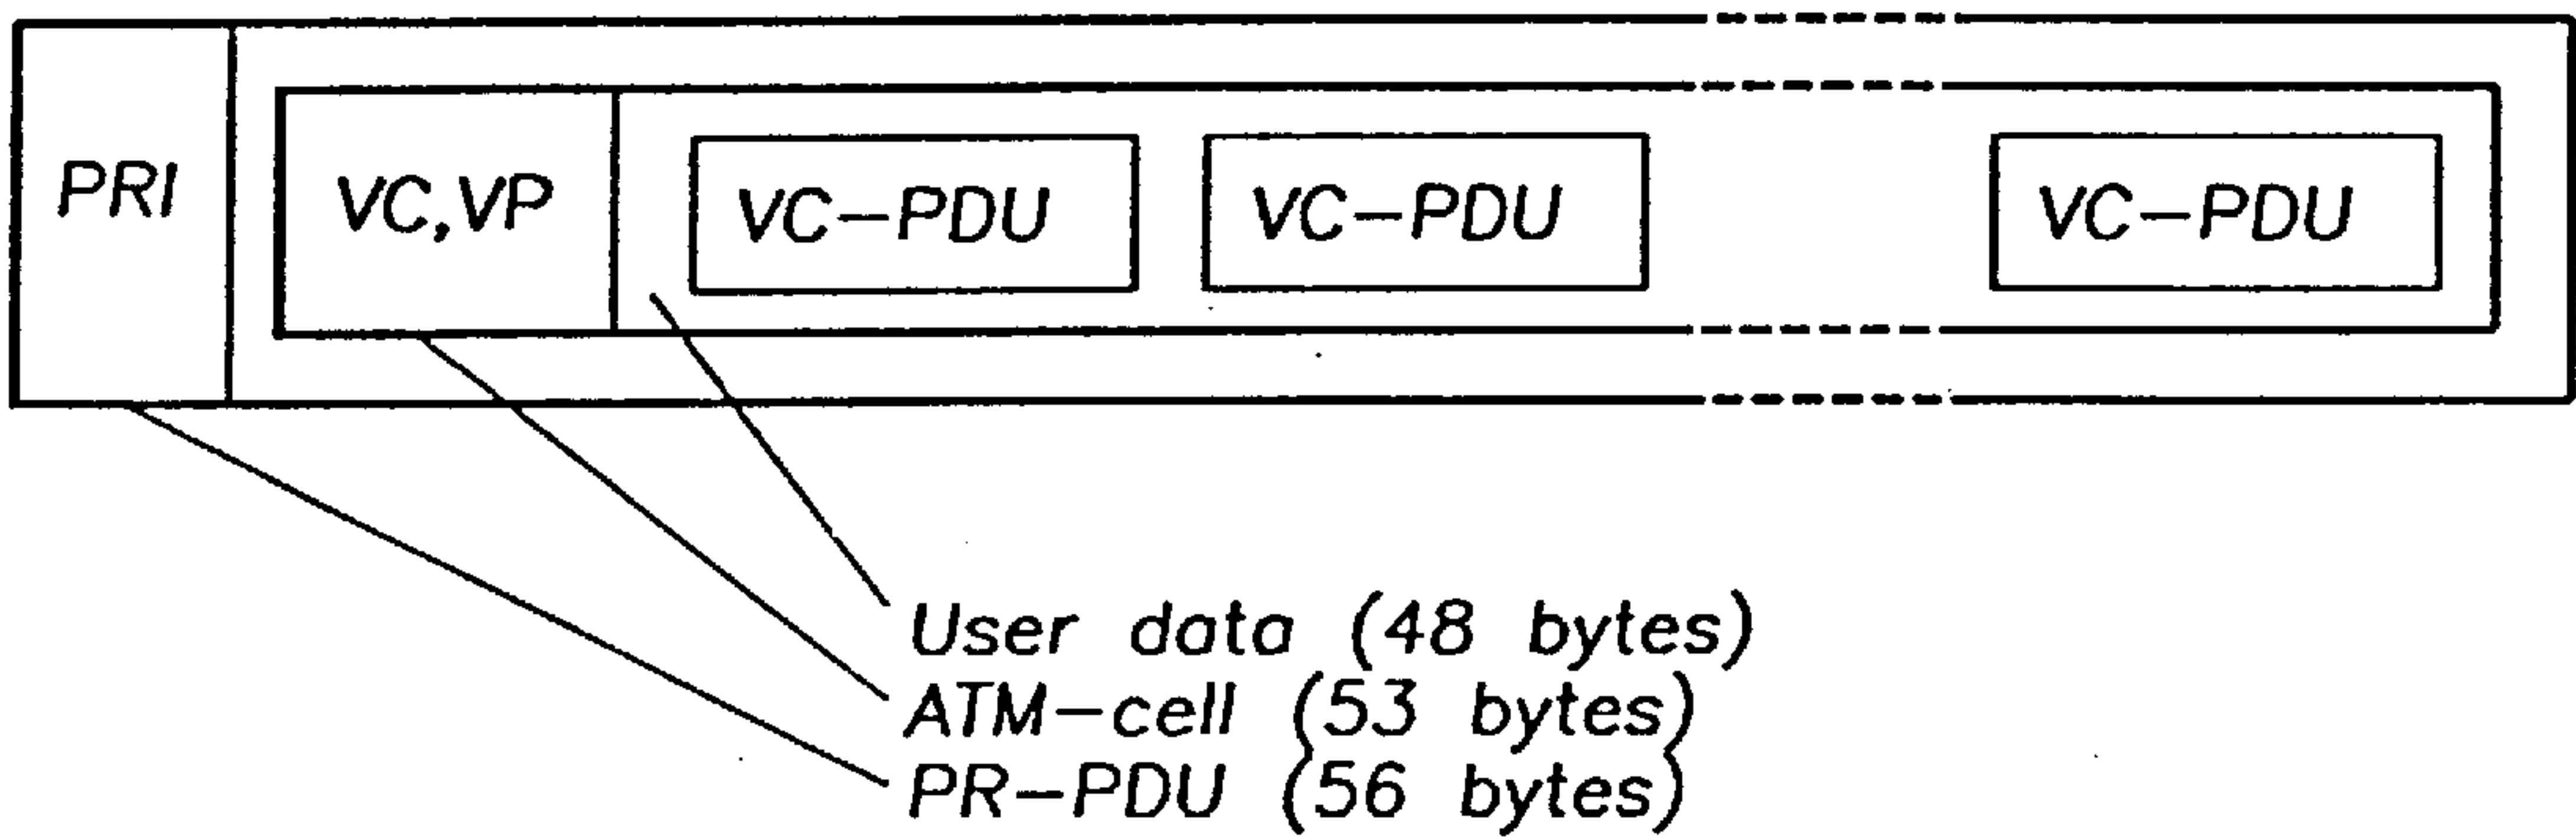 PRI
VC,VP
VC–PDU
VC–PDU
VC–PDU
User data (48 bytes)
ATM–cell (53 bytes)
PR–PDU (56 bytes)